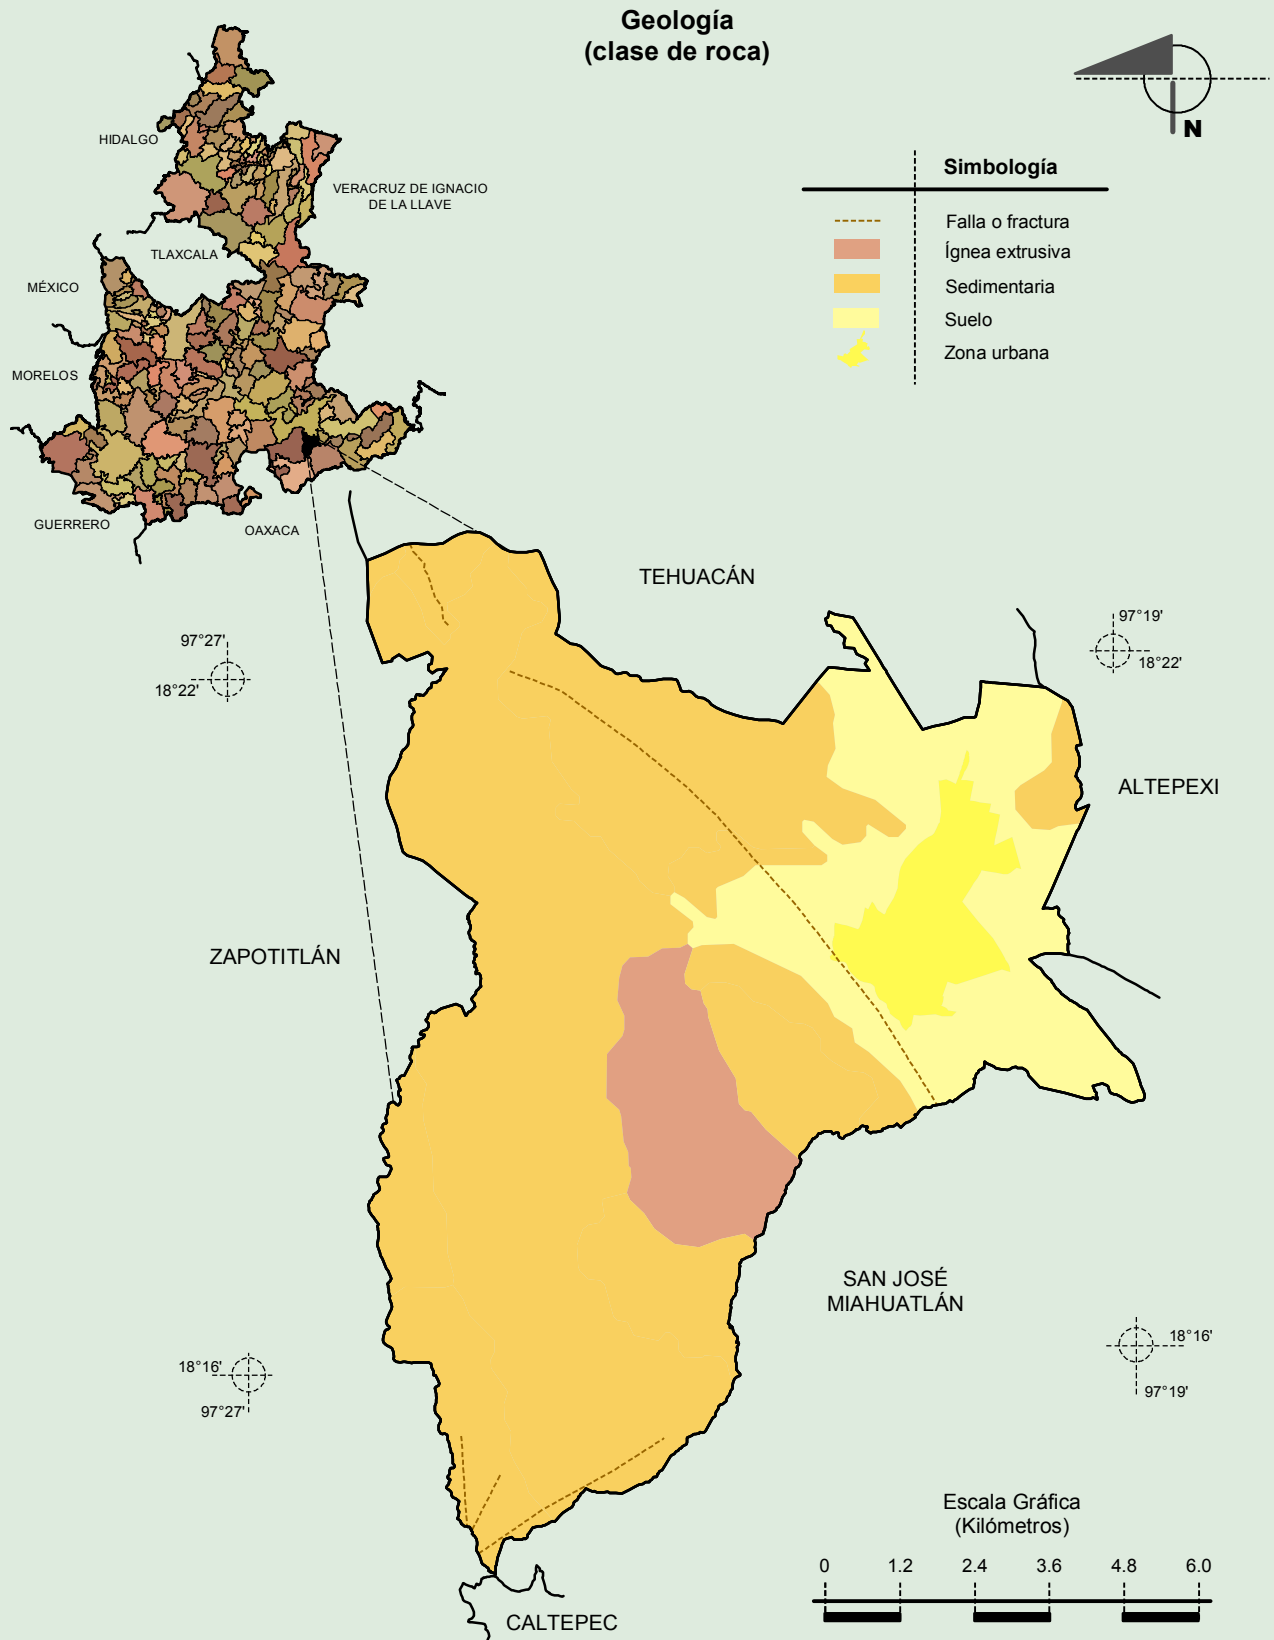 Geología
(clase de roca)
N
HIDALGO
VERACRUZ DE IGNACIO
DE LA LLAVE
TLAXCALA
MÉXICO
MORELOS
GUERRERO
OAXACA
Simbología
Falla o fractura
Ígnea extrusiva
Sedimentaria
Suelo
Zona urbana
TEHUACÁN
97°27'
18°22'
97°19'
18°22'
ALTEPEXI
ZAPOTITLÁN
SAN JOSÉ
MIAHUATLÁN
18°16'
97°27'
18°16'
97°19'
Escala Gráfica
(Kilómetros)
0 1.2 2.4 3.6 4.8 6.0
CALTEPEC